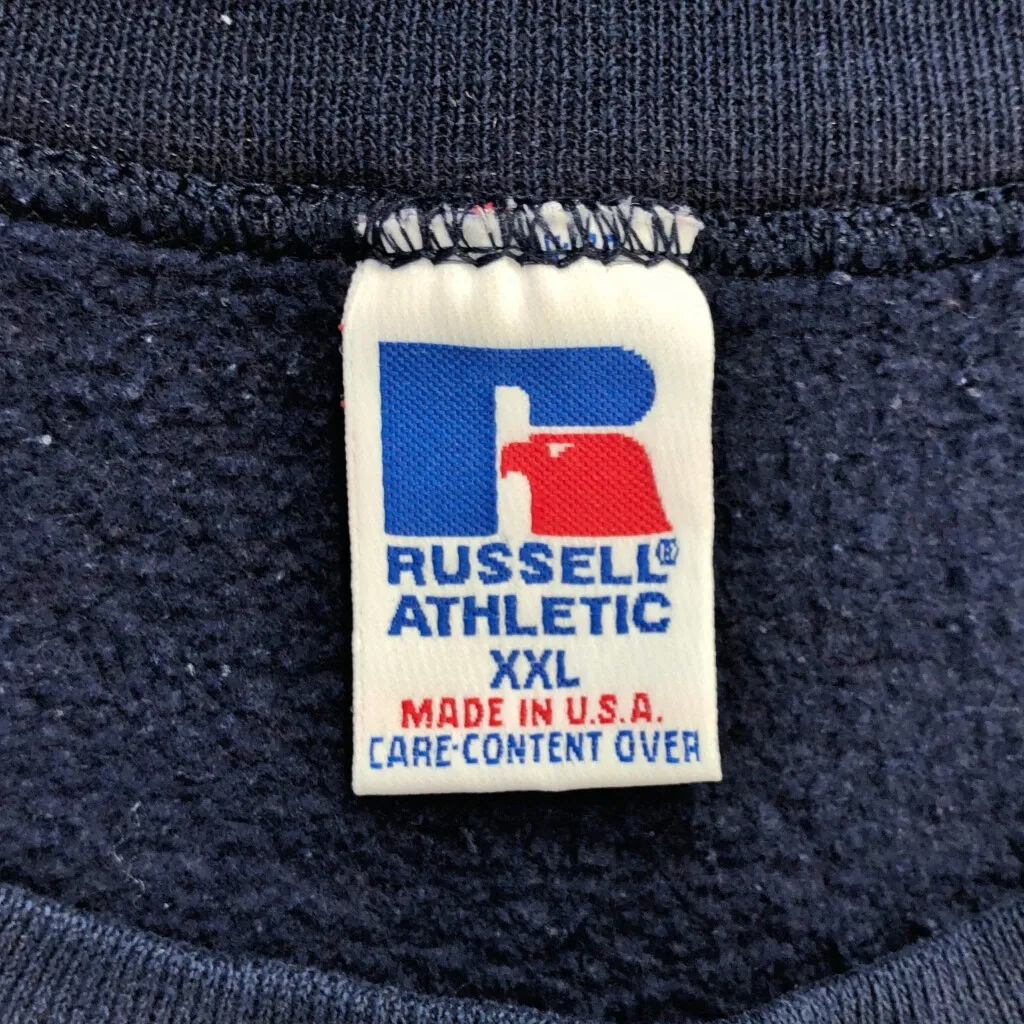 RUSSELL®
ATHLETIC
XXL
MADE IN U.S.A.
CARE-CONTENT OVER